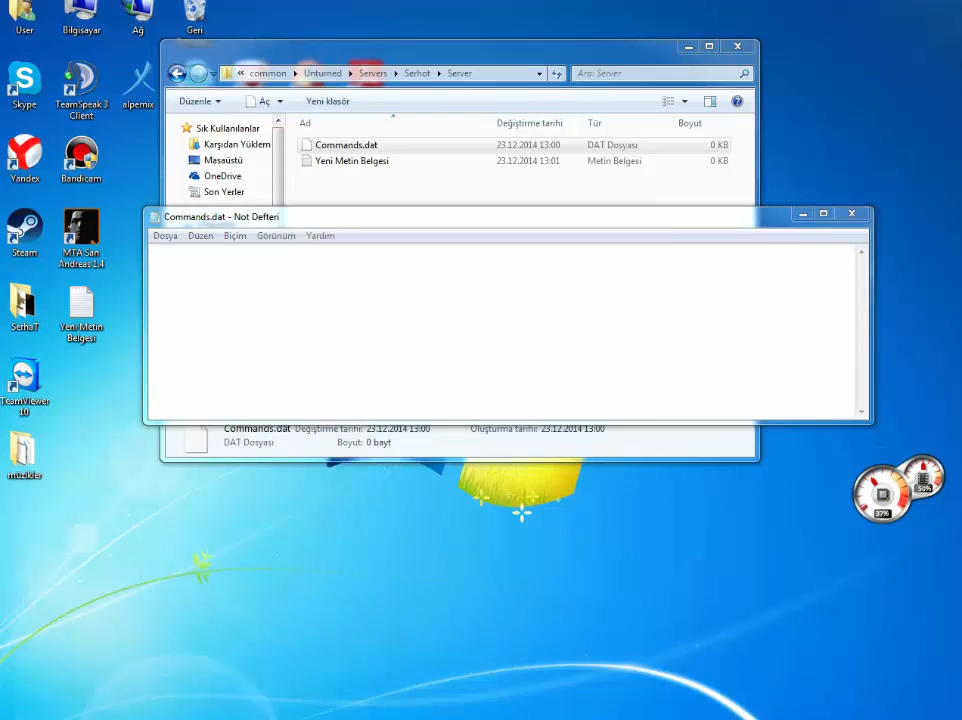 User
Bilgisayar
Ağ
Geri
Skype
TeamSpeak 3
Client
alpemix
Yandex
Bandicam
Steam
MTA San
Andreas 1.4
SerhaT
Yeni Metin
Belgesi
TeamViewer
10
müzikler
« common
Unturned
Servers
Serhot
Server
Ara: Server
Düzenle
Aç
Yeni klasör
Sık Kullanılanlar
Karşıdan Yüklem
Masaüstü
OneDrive
Son Yerler
Ad
Değiştirme tarihi
Tür
Boyut
Commands.dat
23.12.2014 13:00
DAT Dosyası
0 KB
Yeni Metin Belgesi
23.12.2014 13:01
Metin Belgesi
0 KB
Commands.dat - Not Defteri
Dosya
Düzen
Biçim
Görünüm
Yardım
Commands.dat
Değiştirme tarihi: 23.12.2014 13:00
Oluşturma tarihi: 23.12.2014 13:00
DAT Dosyası
Boyut: 0 bayt
50%
37%